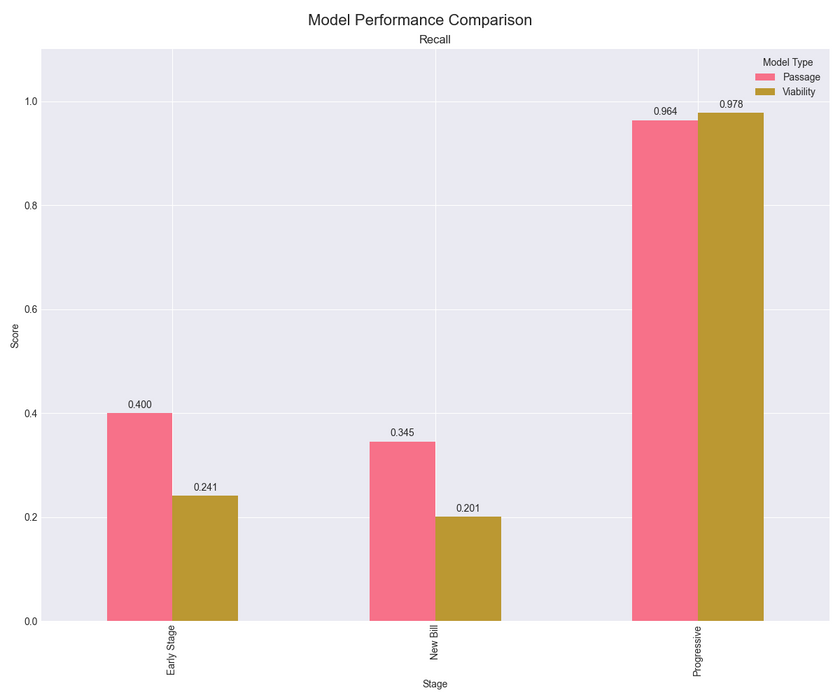 Model Performance Comparison
Recall
Model Type
Passage
Viability
1.0
0.8
0.6
0.4
0.2
0.0
Score
0.400
0.241
0.345
0.201
0.964
0.978
Early Stage
New Bill
Progressive
Stage